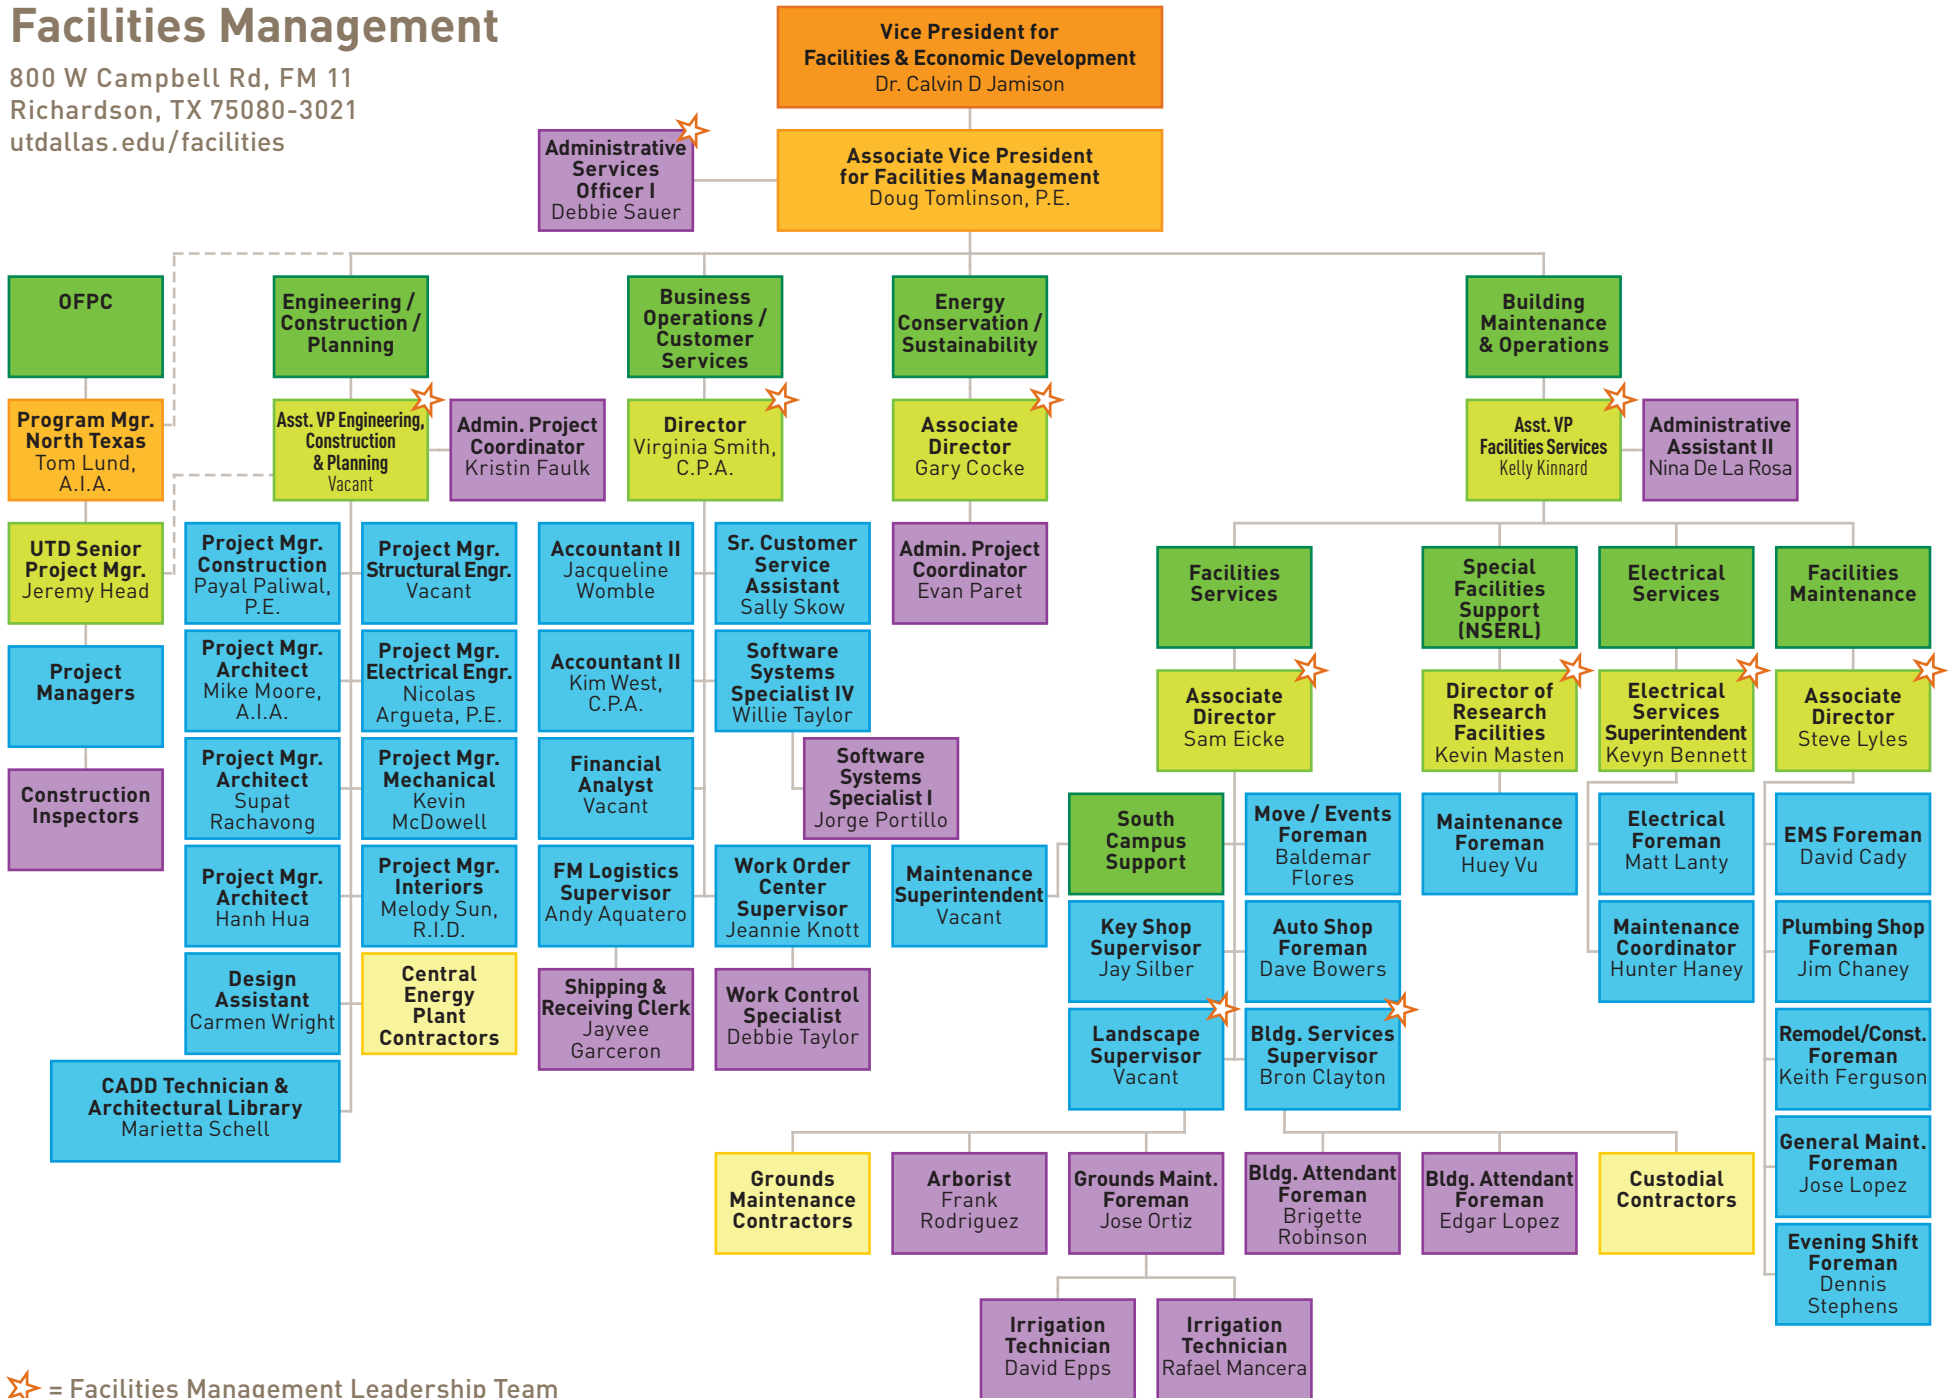 Facilities Management
800 W Campbell Rd, FM 11
Richardson, TX 75080-3021
utdallas.edu/facilities
Vice President for
Facilities & Economic Development
Dr. Calvin D Jamison
Administrative
Services
Officer I
Debbie Sauer
Associate Vice President
for Facilities Management
Doug Tomlinson, P.E.
OFPC
Engineering /
Construction /
Planning
Business
Operations /
Customer
Services
Energy
Conservation /
Sustainability
Building
Maintenance
& Operations
Program Mgr.
North Texas
Tom Lund,
A.I.A.
Asst. VP Engineering,
Construction
& Planning
Vacant
Admin. Project
Coordinator
Kristin Faulk
Director
Virginia Smith,
C.P.A.
Associate
Director
Gary Cocke
Asst. VP
Facilities Services
Kelly Kinnard
Administrative
Assistant II
Nina De La Rosa
UTD Senior
Project Mgr.
Jeremy Head
Project Mgr.
Construction
Payal Paliwal,
P.E.
Project Mgr.
Structural Engr.
Vacant
Accountant II
Jacqueline
Womble
Sr. Customer
Service
Assistant
Sally Skow
Admin. Project
Coordinator
Evan Paret
Facilities
Services
Special
Facilities
Support
(NSERL)
Electrical
Services
Facilities
Maintenance
Project
Managers
Project Mgr.
Architect
Mike Moore,
A.I.A.
Project Mgr.
Electrical Engr.
Nicolas
Argueta, P.E.
Accountant II
Kim West,
C.P.A.
Software
Systems
Specialist IV
Willie Taylor
Associate
Director
Sam Eicke
Director of
Research
Facilities
Kevin Masten
Electrical
Services
Superintendent
Kevyn Bennett
Associate
Director
Steve Lyles
Construction
Inspectors
Project Mgr.
Architect
Supat
Rachavong
Project Mgr.
Mechanical
Kevin
McDowell
Financial
Analyst
Vacant
Software
Systems
Specialist I
Jorge Portillo
South
Campus
Support
Move / Events
Foreman
Baldemar
Flores
Maintenance
Foreman
Huey Vu
Electrical
Foreman
Matt Lanty
EMS Foreman
David Cady
Project Mgr.
Architect
Hanh Hua
Project Mgr.
Interiors
Melody Sun,
R.I.D.
FM Logistics
Supervisor
Andy Aquatero
Work Order
Center
Supervisor
Jeannie Knott
Maintenance
Superintendent
Vacant
Key Shop
Supervisor
Jay Silber
Auto Shop
Foreman
Dave Bowers
Maintenance
Coordinator
Hunter Haney
Plumbing Shop
Foreman
Jim Chaney
Design
Assistant
Carmen Wright
Central
Energy
Plant
Contractors
Shipping &
Receiving Clerk
Jayvee
Garceron
Work Control
Specialist
Debbie Taylor
Landscape
Supervisor
Vacant
Bldg. Services
Supervisor
Bron Clayton
Remodel/Const.
Foreman
Keith Ferguson
CADD Technician &
Architectural Library
Marietta Schell
Grounds
Maintenance
Contractors
Arborist
Frank
Rodriguez
Grounds Maint.
Foreman
Jose Ortiz
Bldg. Attendant
Foreman
Brigette
Robinson
Bldg. Attendant
Foreman
Edgar Lopez
Custodial
Contractors
General Maint.
Foreman
Jose Lopez
Evening Shift
Foreman
Dennis
Stephens
Irrigation
Technician
David Epps
Irrigation
Technician
Rafael Mancera
= Facilities Management Leadership Team